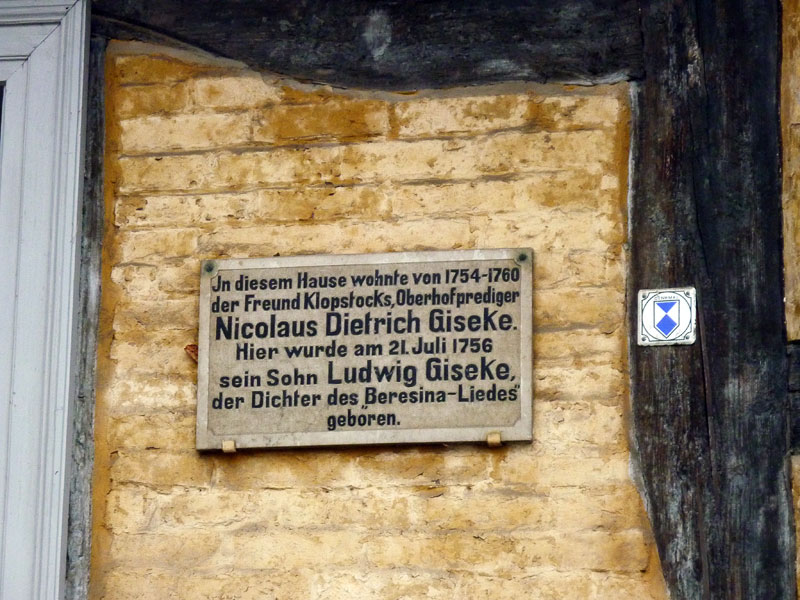 Jn diesem Hause wohnte von 1754-1760
der Freund Klopstocks, Oberhofprediger
Nicolaus Dietrich Giseke.
Hier wurde am 21. Juli 1756
sein Sohn Ludwig Giseke,
der Dichter des "Beresina-Liedes"
geboren.